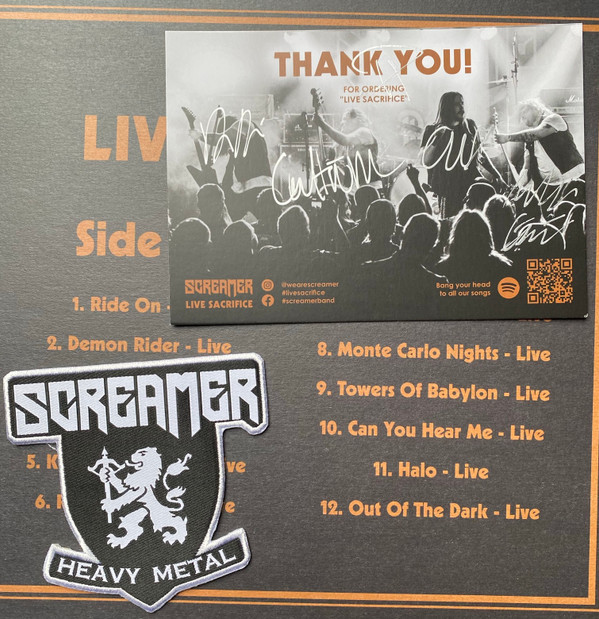 THANK YOU!
FOR ORDERING
"LIVE SACRIFICE"
SCREAMER
LIVE SACRIFICE
@wearescreamer
#livesacrifice
#screamerband
Bang your head
to all our songs
LIV
Side
1. Ride On -
2. Demon Rider - Live
5. K
ve
6.
e
8. Monte Carlo Nights - Live
9. Towers Of Babylon - Live
10. Can You Hear Me - Live
11. Halo - Live
12. Out Of The Dark - Live
SCREAMER
HEAVY METAL